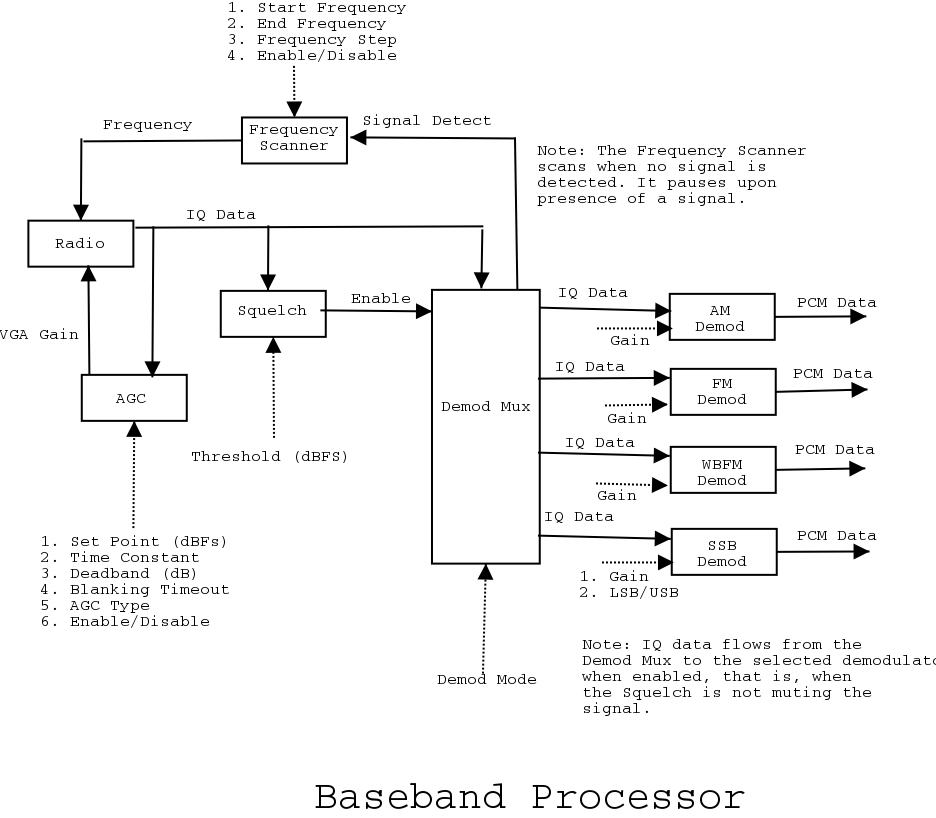 1. Start Frequency
2. End Frequency
3. Frequency Step
4. Enable/Disable
Frequency
Frequency
Scanner
Signal Detect
Note: The Frequency Scanner
scans when no signal is
detected. It pauses upon
presence of a signal.
IQ Data
Radio
VGA Gain
AGC
Squelch
Enable
Threshold (dBFS)
Demod Mux
IQ Data
Gain
AM
Demod
PCM Data
IQ Data
Gain
FM
Demod
PCM Data
IQ Data
Gain
WBFM
Demod
PCM Data
IQ Data
1. Gain
2. LSB/USB
SSB
Demod
PCM Data
1. Set Point (dBFs)
2. Time Constant
3. Deadband (dB)
4. Blanking Timeout
5. AGC Type
6. Enable/Disable
Demod Mode
Note: IQ data flows from the
Demod Mux to the selected demodulato
when enabled, that is, when
the Squelch is not muting the
signal.
Baseband Processor